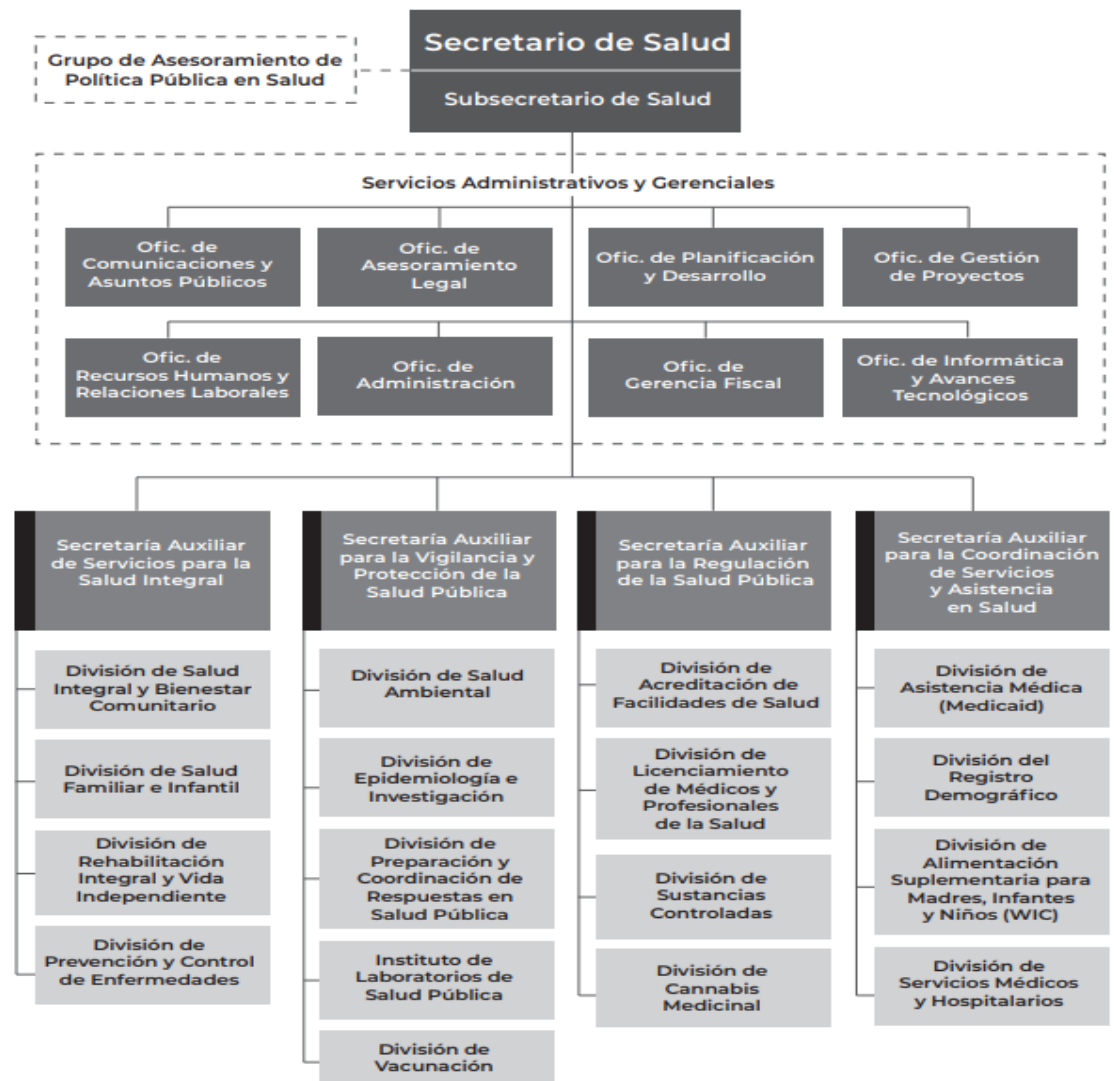 Secretario de Salud
Grupo de Asesoramiento de
Política Pública en Salud
Subsecretario de Salud
Servicios Administrativos y Gerenciales
Ofic. de
Comunicaciones y
Asuntos Públicos
Ofic. de
Asesoramiento
Legal
Ofic. de Planificación
y Desarrollo
Ofic. de Gestión
de Proyectos
Ofic. de
Recursos Humanos y
Relaciones Laborales
Ofic. de
Administración
Ofic. de
Gerencia Fiscal
Ofic. de Informática
y Avances
Tecnológicos
Secretaría Auxiliar
de Servicios para la
Salud Integral
División de Salud
Integral y Bienestar
Comunitario
División de Salud
Familiar e Infantil
División de
Rehabilitación
Integral y Vida
Independiente
División de
Prevención y Control
de Enfermedades
Secretaría Auxiliar
para la Vigilancia y
Protección de la
Salud Pública
División de Salud
Ambiental
División de
Epidemiología e
Investigación
División de
Preparación y
Coordinación de
Respuestas en
Salud Pública
Instituto de
Laboratorios de
Salud Pública
División de
Vacunación
Secretaría Auxiliar
para la Regulación
de la Salud Pública
División de
Acreditación de
Facilidades de Salud
División de
Licenciamiento
de Médicos y
Profesionales
de la Salud
División de
Sustancias
Controladas
División de
Cannabis
Medicinal
Secretaría Auxiliar
para la Coordinación
de Servicios
y Asistencia
en Salud
División de
Asistencia Médica
(Medicaid)
División del
Registro
Demográfico
División de
Alimentación
Suplementaria para
Madres, Infantes
y Niños (WIC)
División de
Servicios Médicos
y Hospitalarios